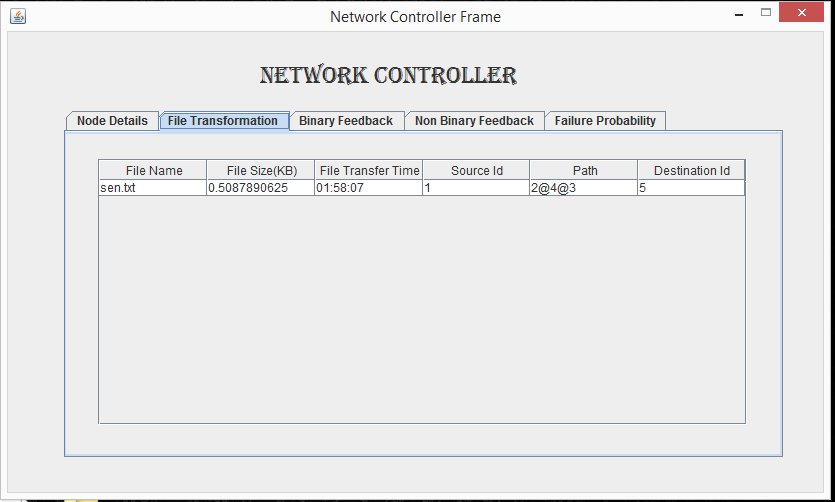 Network Controller Frame
NETWORK CONTROLLER
Node Details File Transformation Binary Feedback Non Binary Feedback Failure Probability
File Name File Size(KB) File Transfer Time Source Id Path Destination Id
sen.txt 0.5087890625 01:58:07 1 2@4@3 5